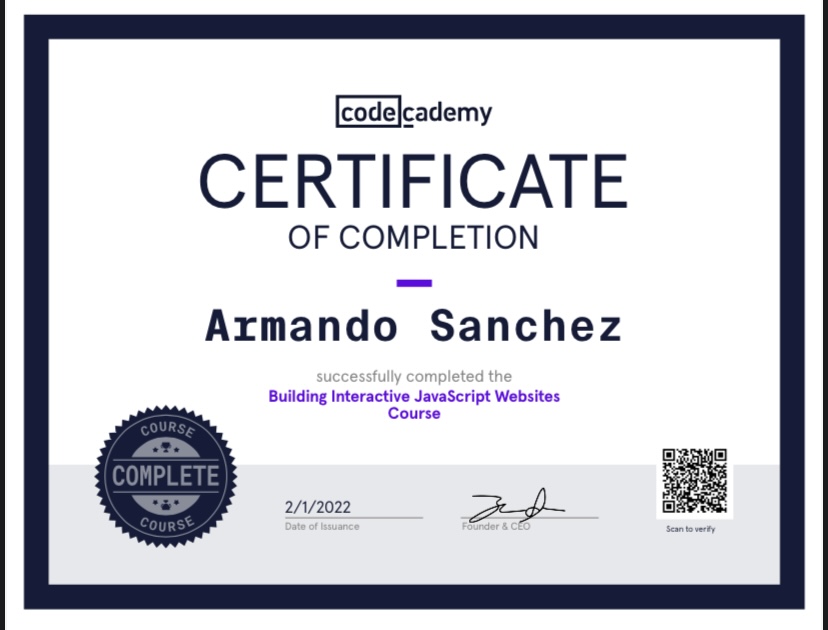 codecademy
CERTIFICATE
OF COMPLETION
Armando Sanchez
successfully completed the
Building Interactive JavaScript Websites
Course
COURSE
COMPLETE
COURSE
2/1/2022
Date of Issuance
Founder & CEO
Scan to verify